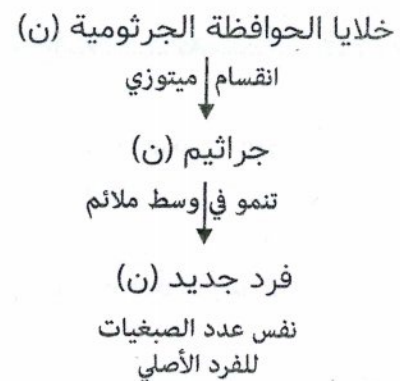 خلايا الحوافظة الجرثومية (ن)
انقسام ميتوزي
جراثيم (ن)
تنمو في وسط ملائم
فرد جديد (ن)
نفس عدد الصبغيات
للفرد الأصلي